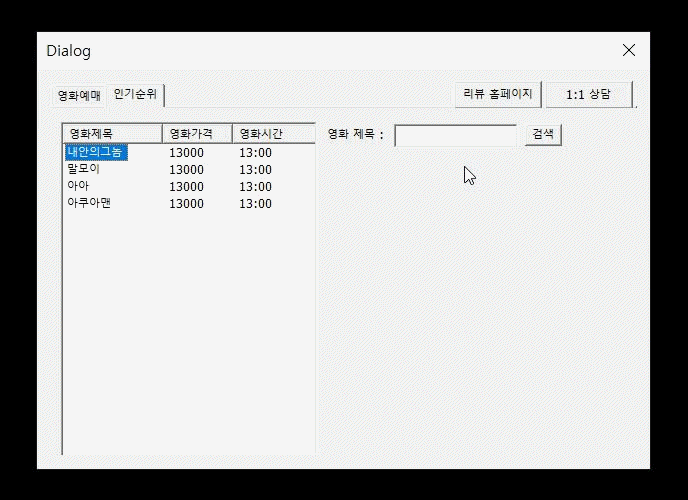 Dialog
영화예매 인기순위 리뷰 홈페이지 1:1 상담
영화제목 영화가격 영화시간 영화 제목 : 검색
내안의그놈 13000 13:00
말모이 13000 13:00
아아 13000 13:00
아쿠아맨 13000 13:00